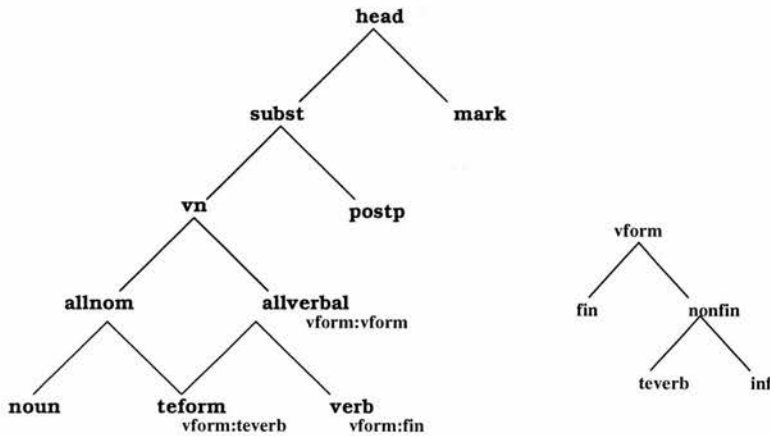 head
subst mark
vn postp
vform
allnom allverbal
vform:vform
fin nonfin
teverb inf
noun teform verb
vform:teverb vform:fin